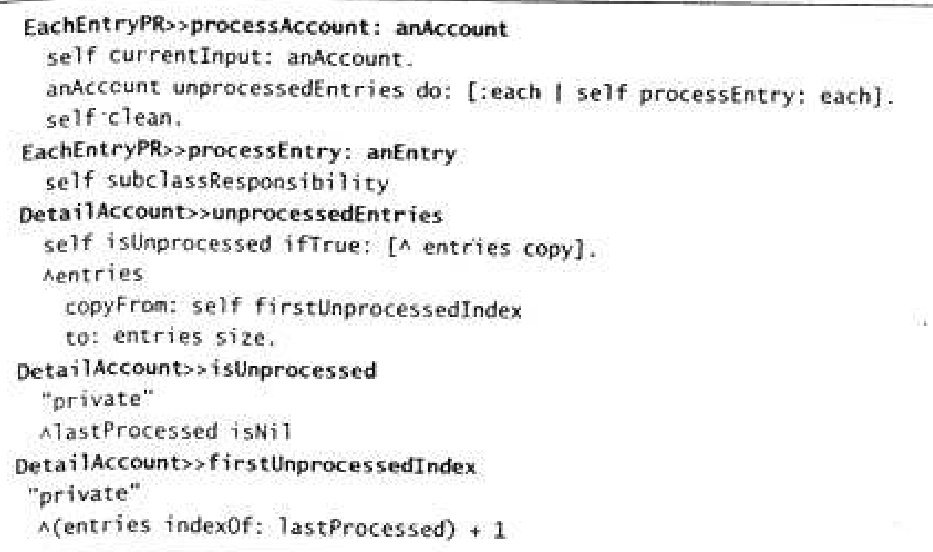 EachEntryPR>>processAccount: anAccount
self currentInput: anAccount.
anAccount unprocessedEntries do: [:each | self processEntry: each].
self clean.
EachEntryPR>>processEntry: anEntry
self subclassResponsibility
DetailAccount>>unprocessedEntries
self isUnprocessed ifTrue: [^ entries copy].
^entries
copyFrom: self firstUnprocessedIndex
to: entries size.
DetailAccount>>isUnprocessed
"private"
^lastProcessed isNil
DetailAccount>>firstUnprocessedIndex
"private"
^(entries indexOf: lastProcessed) + 1